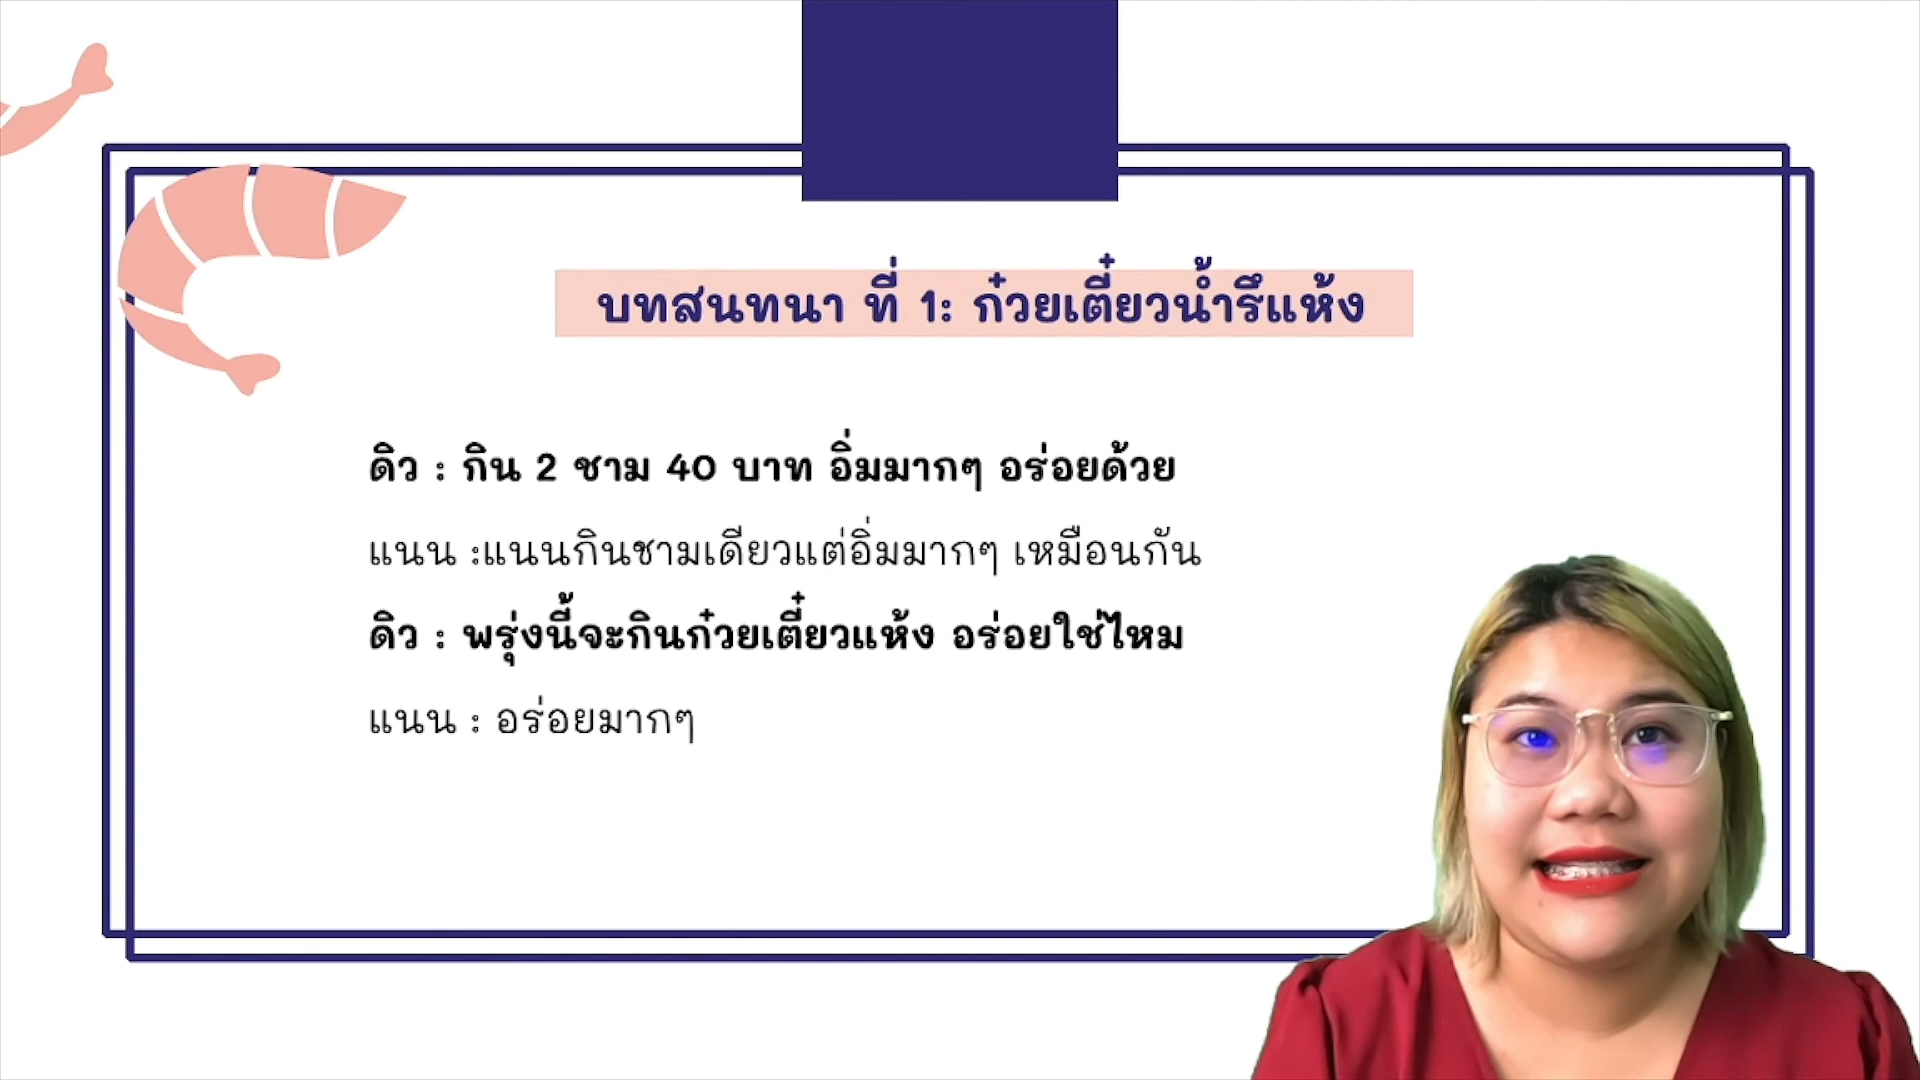 บทสนทนา ที่ 1: ก๋วยเตี๋ยวน้ำรึแห้ง
ดิว : กิน 2 ชาม 40 บาท อิ่มมากๆ อร่อยด้วย
แนน :แนนกินชามเดียวแต่อิ่มมากๆ เหมือนกัน
ดิว : พรุ่งนี้จะกินก๋วยเตี๋ยวแห้ง อร่อยใช่ไหม
แนน : อร่อยมากๆ